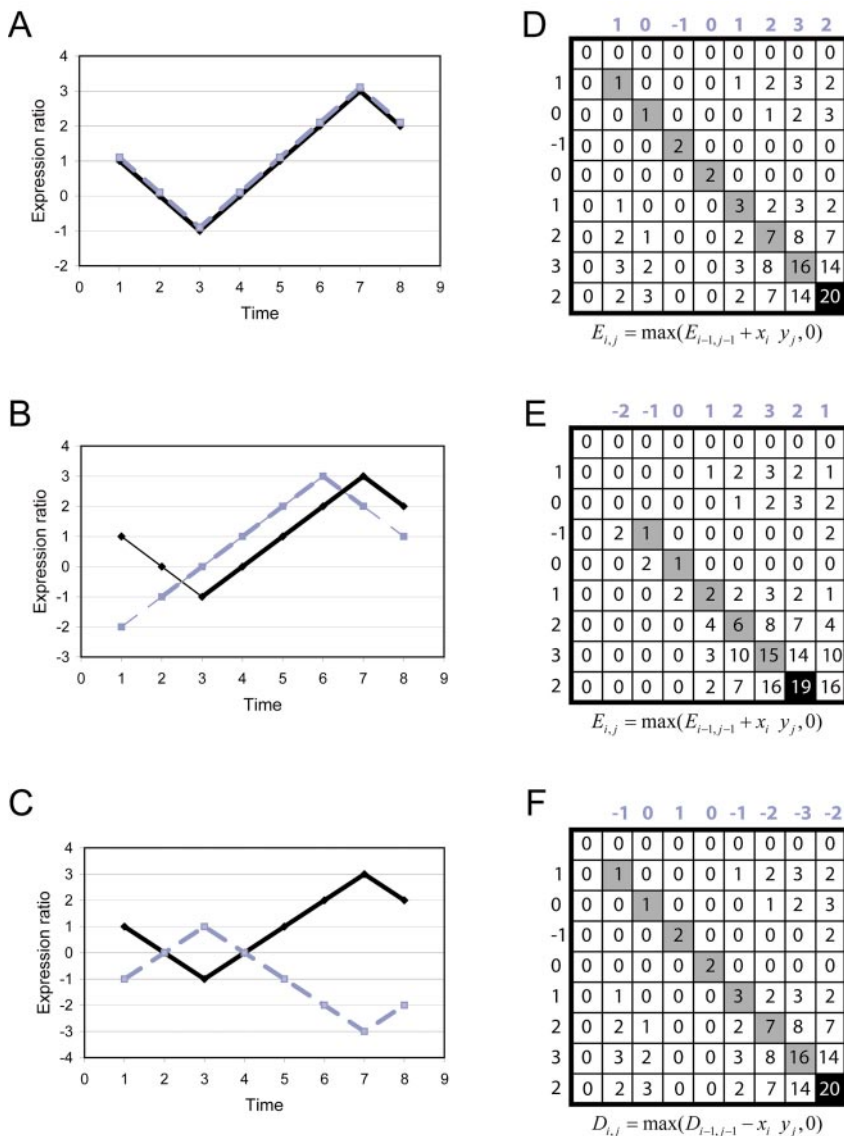 A
4
3
2
1
0
-1
-2
Expression ratio
0 1 2 3 4 5 6 7 8 9
Time
D
1 0 -1 0 1 2 3 2
0 0 0 0 0 0 0 0 0
1 0 1 0 0 0 1 2 3 2
0 0 0 1 0 0 0 1 2 3
-1 0 0 0 2 0 0 0 0 0
0 0 0 0 0 2 0 0 0 0
1 0 1 0 0 0 3 2 3 2
2 0 2 1 0 0 2 7 8 7
3 0 3 2 0 0 3 8 16 14
2 0 2 3 0 0 2 7 14 20
E_{i,j} = max(E_{i-1,j-1} + x_i y_j, 0)
B
4
3
2
1
0
-1
-2
-3
Expression ratio
0 1 2 3 4 5 6 7 8 9
Time
E
-2 -1 0 1 2 3 2 1
0 0 0 0 0 0 0 0 0
1 0 0 0 0 1 2 3 2 1
0 0 0 0 0 0 1 2 3 2
-1 0 2 1 0 0 0 0 0 2
0 0 0 2 1 0 0 0 0 0
1 0 0 0 2 2 2 3 2 1
2 0 0 0 0 4 6 8 7 4
3 0 0 0 0 3 10 15 14 10
2 0 0 0 0 2 7 16 19 16
E_{i,j} = max(E_{i-1,j-1} + x_i y_j, 0)
C
4
3
2
1
0
-1
-2
-3
-4
Expression ratio
0 1 2 3 4 5 6 7 8 9
Time
F
-1 0 1 0 -1 -2 -3 -2
0 0 0 0 0 0 0 0 0
1 0 1 0 0 0 1 2 3 2
0 0 0 1 0 0 0 1 2 3
-1 0 0 0 2 0 0 0 0 0
0 0 0 0 0 2 0 0 0 0
1 0 1 0 0 0 3 2 3 2
2 0 2 1 0 0 2 7 8 7
3 0 3 2 0 0 3 8 16 14
2 0 2 3 0 0 2 7 14 20
D_{i,j} = max(D_{i-1,j-1} - x_i y_j, 0)